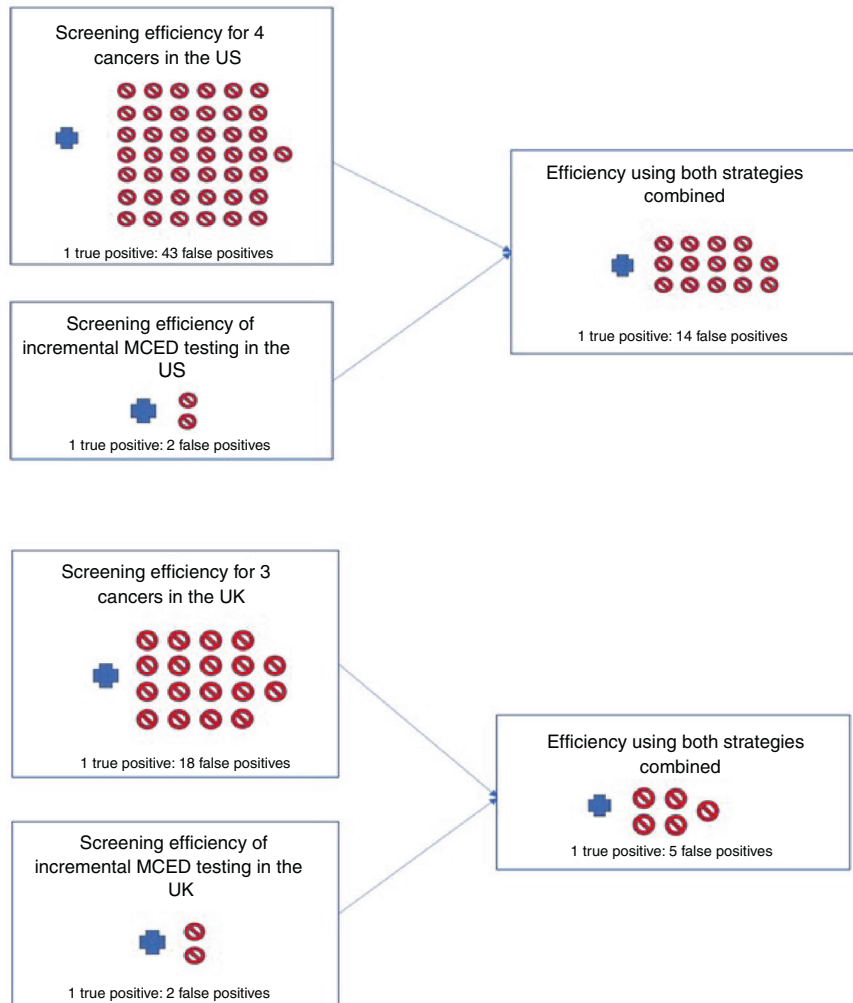 Screening efficiency for 4
cancers in the US
1 true positive: 43 false positives
Screening efficiency of
incremental MCED testing in the
US
1 true positive: 2 false positives
Efficiency using both strategies
combined
1 true positive: 14 false positives
Screening efficiency for 3
cancers in the UK
1 true positive: 18 false positives
Screening efficiency of
incremental MCED testing in the
UK
1 true positive: 2 false positives
Efficiency using both strategies
combined
1 true positive: 5 false positives